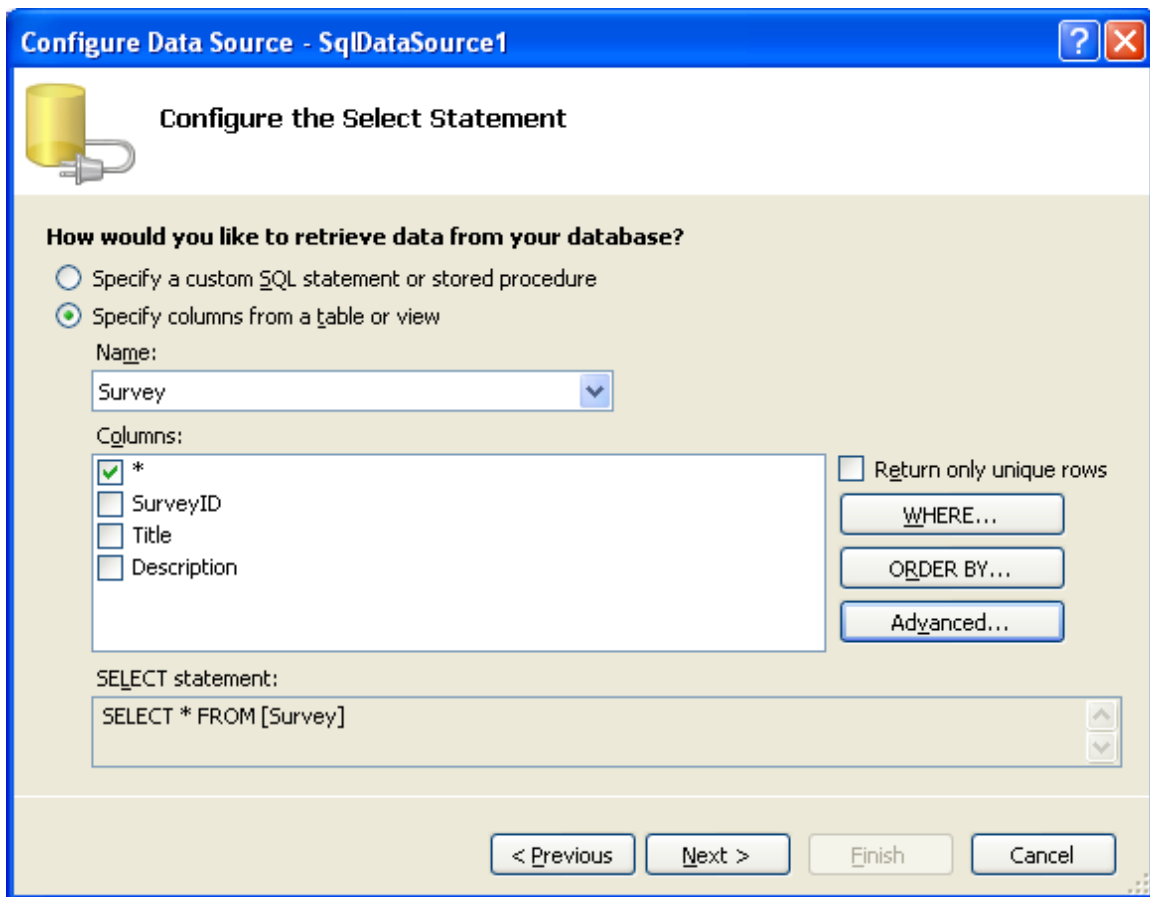 Configure Data Source - SqlDataSource1
Configure the Select Statement
How would you like to retrieve data from your database?
Specify a custom SQL statement or stored procedure
Specify columns from a table or view
Name:
Survey
Columns:
*
Return only unique rows
SurveyID
WHERE...
Title
Description
ORDER BY...
Advanced...
SELECT statement:
SELECT * FROM [Survey]
< Previous
Next >
Finish
Cancel